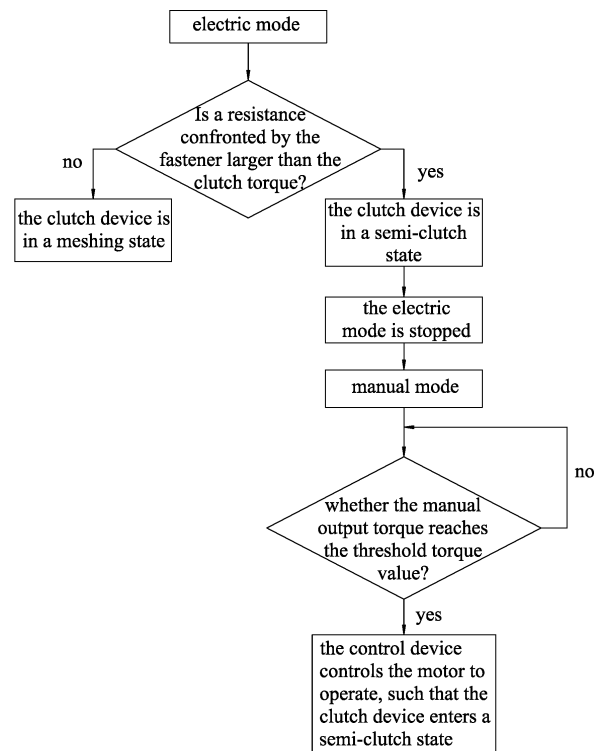 electric mode
Is a resistance
confronted by the
fastener larger than the
clutch torque?
no
yes
the clutch device is
in a meshing state
the clutch device is
in a semi-clutch
state
the electric
mode is stopped
manual mode
no
whether the manual
output torque reaches
the threshold torque
value?
yes
the control device
controls the motor to
operate, such that the
clutch device enters a
semi-clutch state